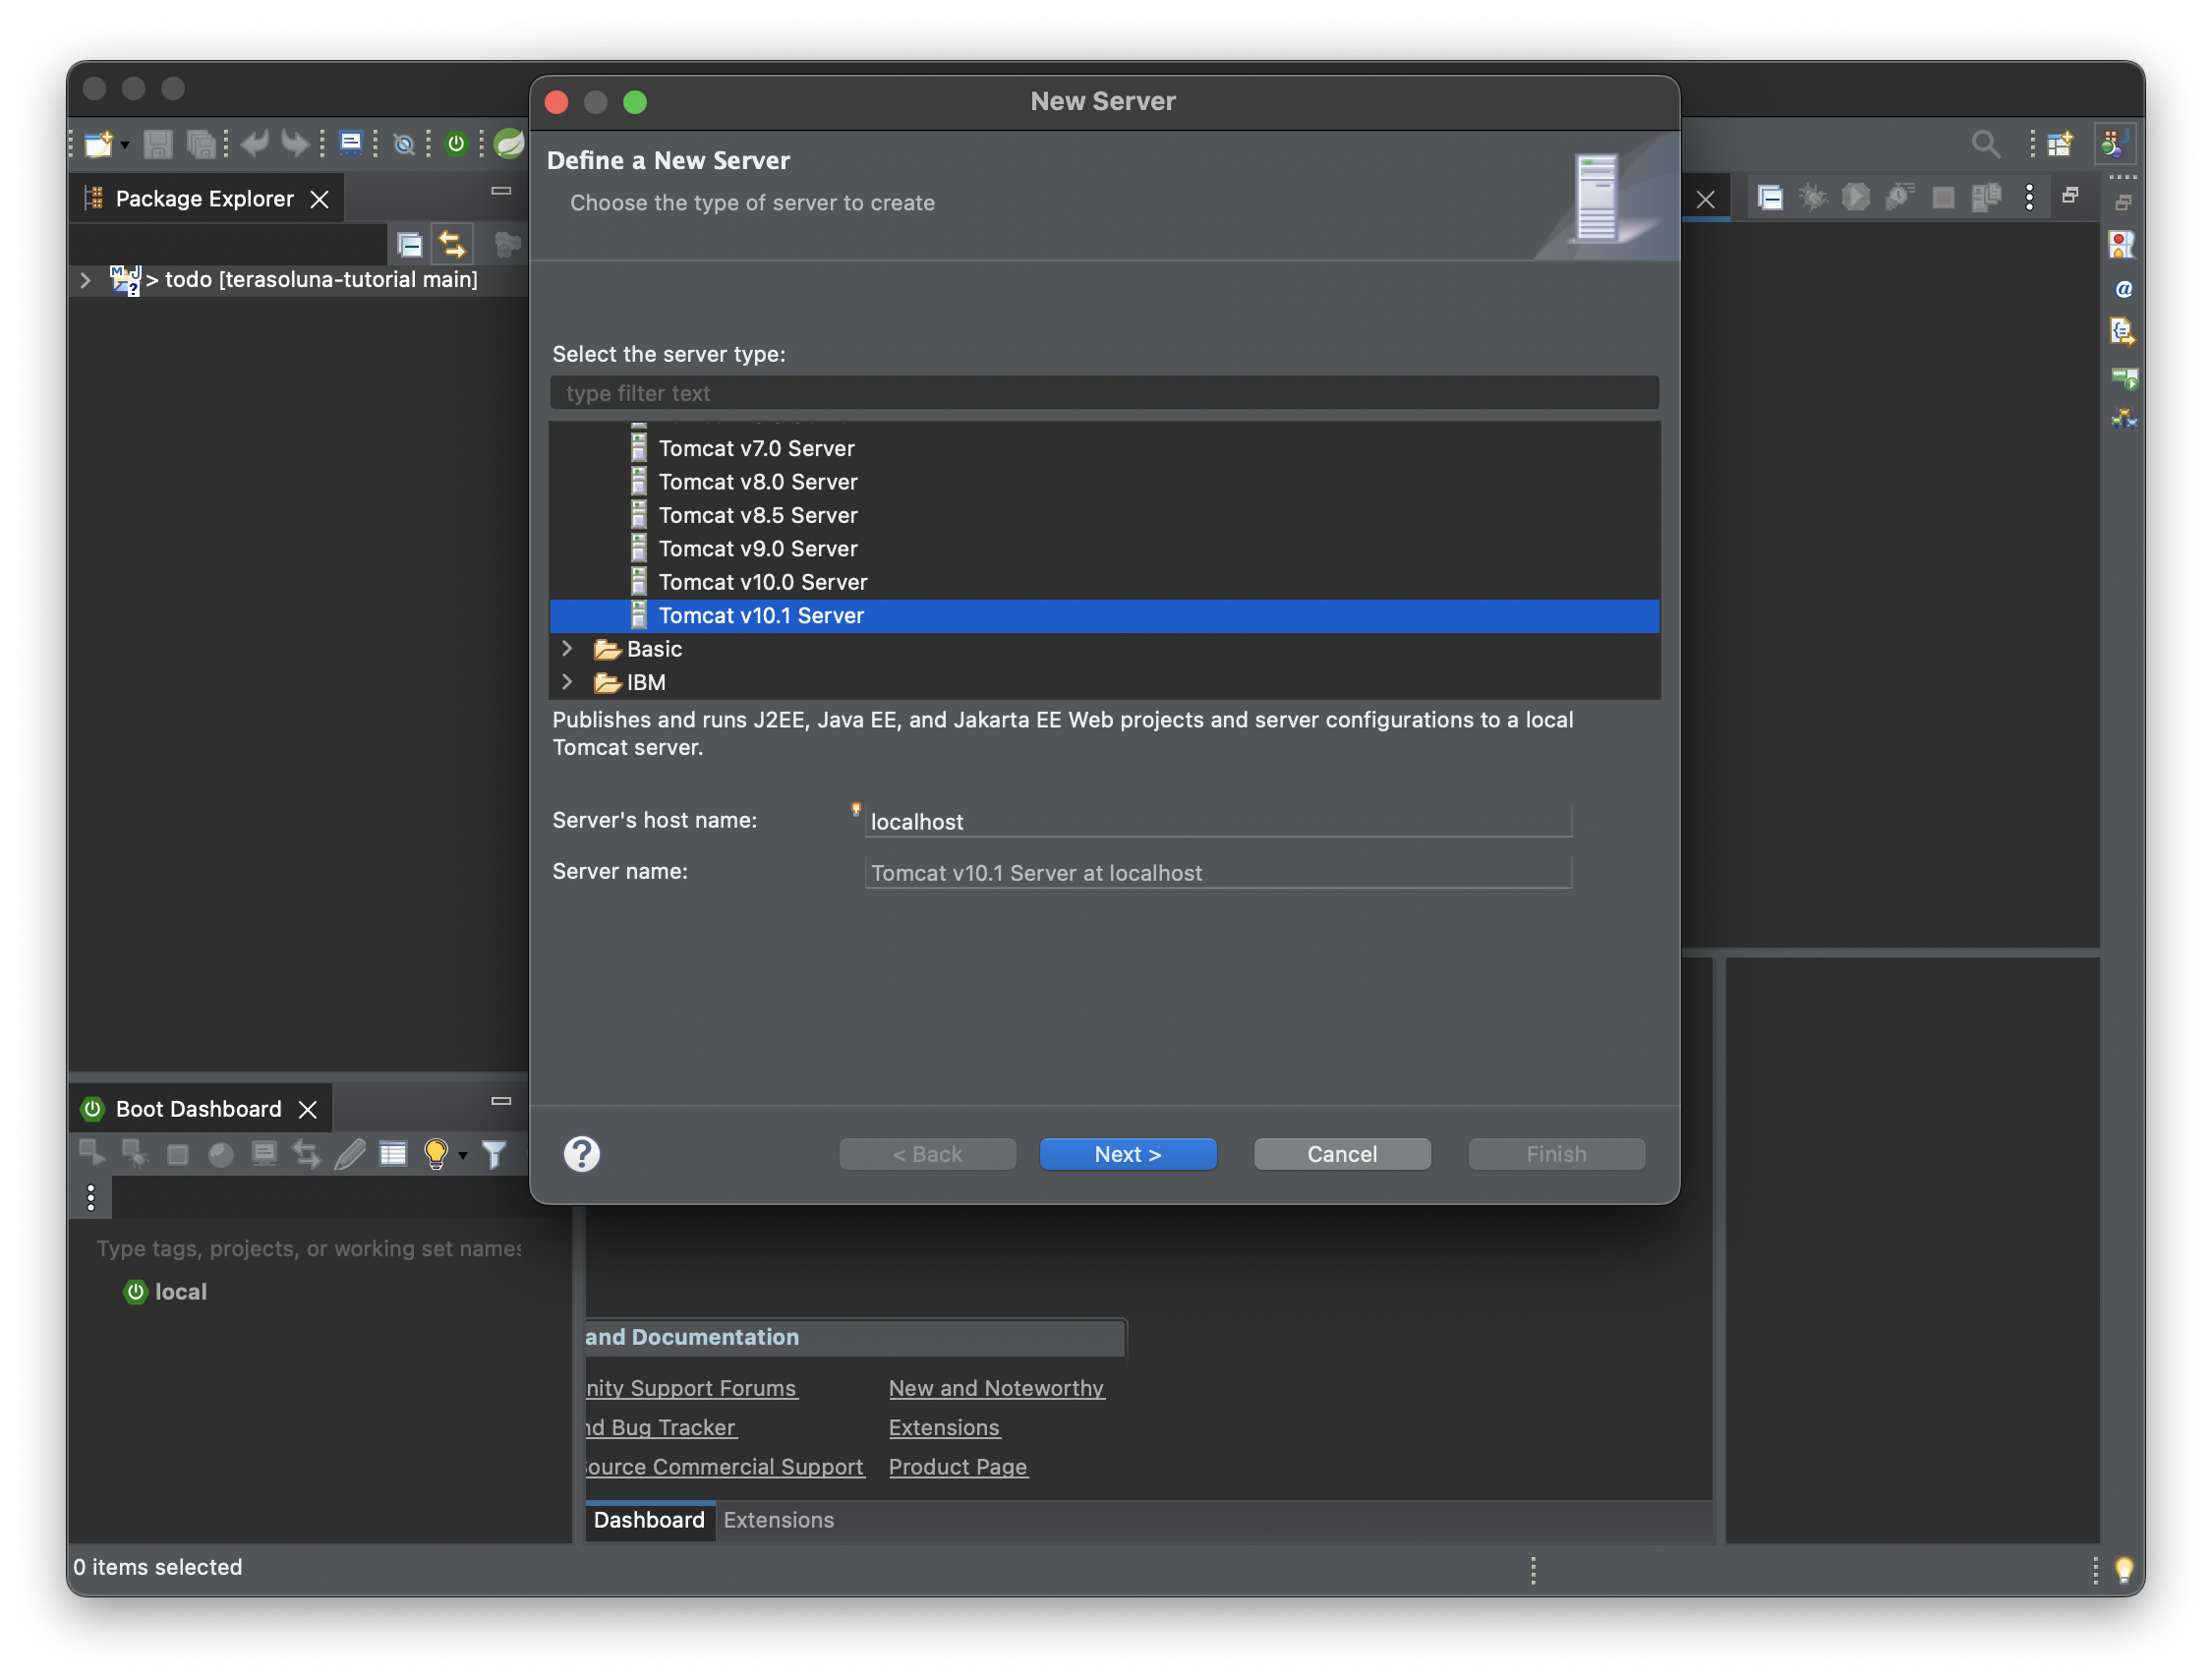 New Server
Package Explorer
> todo [terasoluna-tutorial main]
Define a New Server
Choose the type of server to create
Select the server type:
type filter text
Tomcat v7.0 Server
Tomcat v8.0 Server
Tomcat v8.5 Server
Tomcat v9.0 Server
Tomcat v10.0 Server
Tomcat v10.1 Server
Basic
IBM
Publishes and runs J2EE, Java EE, and Jakarta EE Web projects and server configurations to a local
Tomcat server.
Server's host name:
localhost
Server name:
Tomcat v10.1 Server at localhost
< Back
Next >
Cancel
Finish
Boot Dashboard
Type tags, projects, or working set names
local
and Documentation
nity Support Forums
New and Noteworthy
nd Bug Tracker
Extensions
ource Commercial Support
Product Page
Dashboard
Extensions
0 items selected